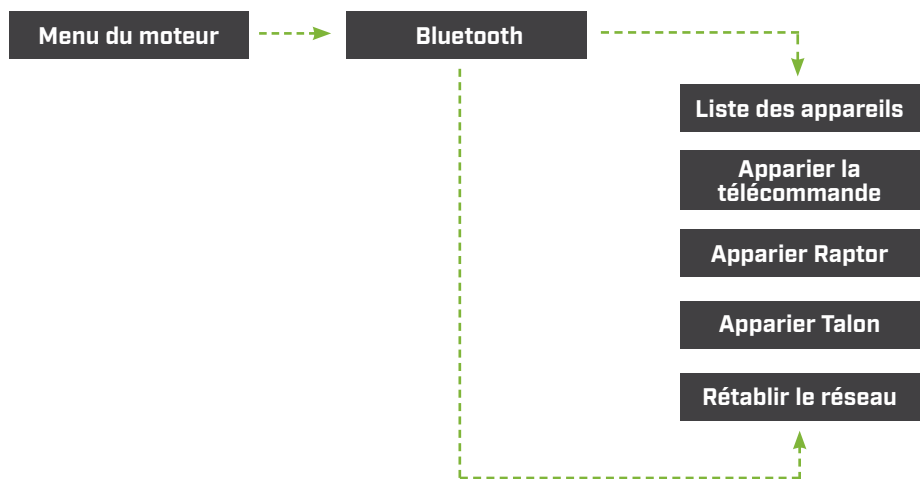 Menu du moteur
Bluetooth
Liste des appareils
Apparier la
télécommande
Apparier Raptor
Apparier Talon
Rétablir le réseau